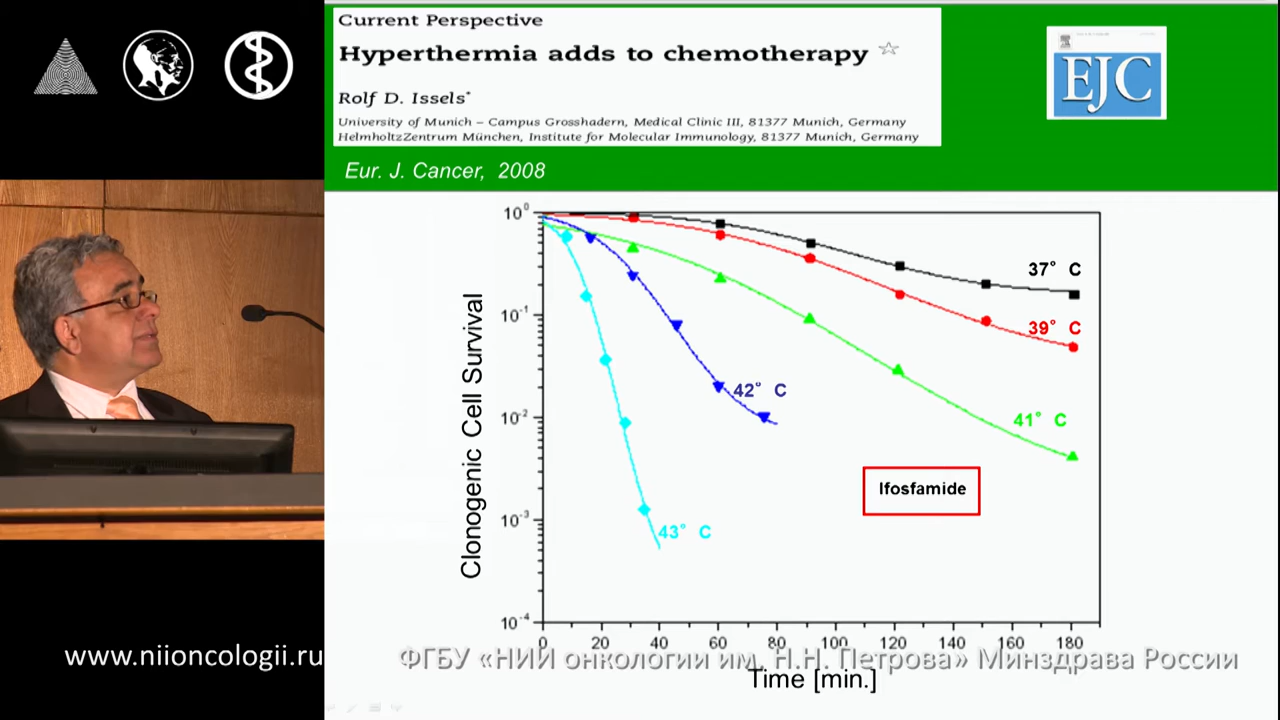 Current Perspective
Hyperthermia adds to chemotherapy ☆
Rolf D. Issels*
University of Munich – Campus Grosshadern, Medical Clinic III, 81377 Munich, Germany
HelmholtzZentrum München, Institute for Molecular Immunology, 81377 Munich, Germany
EJC
Eur. J. Cancer, 2008
Clonogenic Cell Survival
10^0
10^-1
10^-2
10^-3
10^-4
37° C
39° C
42° C
41° C
Ifosfamide
43° C
0 20 40 60 80 100 120 140 160 180
Time [min.]
www.niioncologii.ru
ФГБУ «НИИ онкологии им. Н.Н. Петрова» Минздрава России